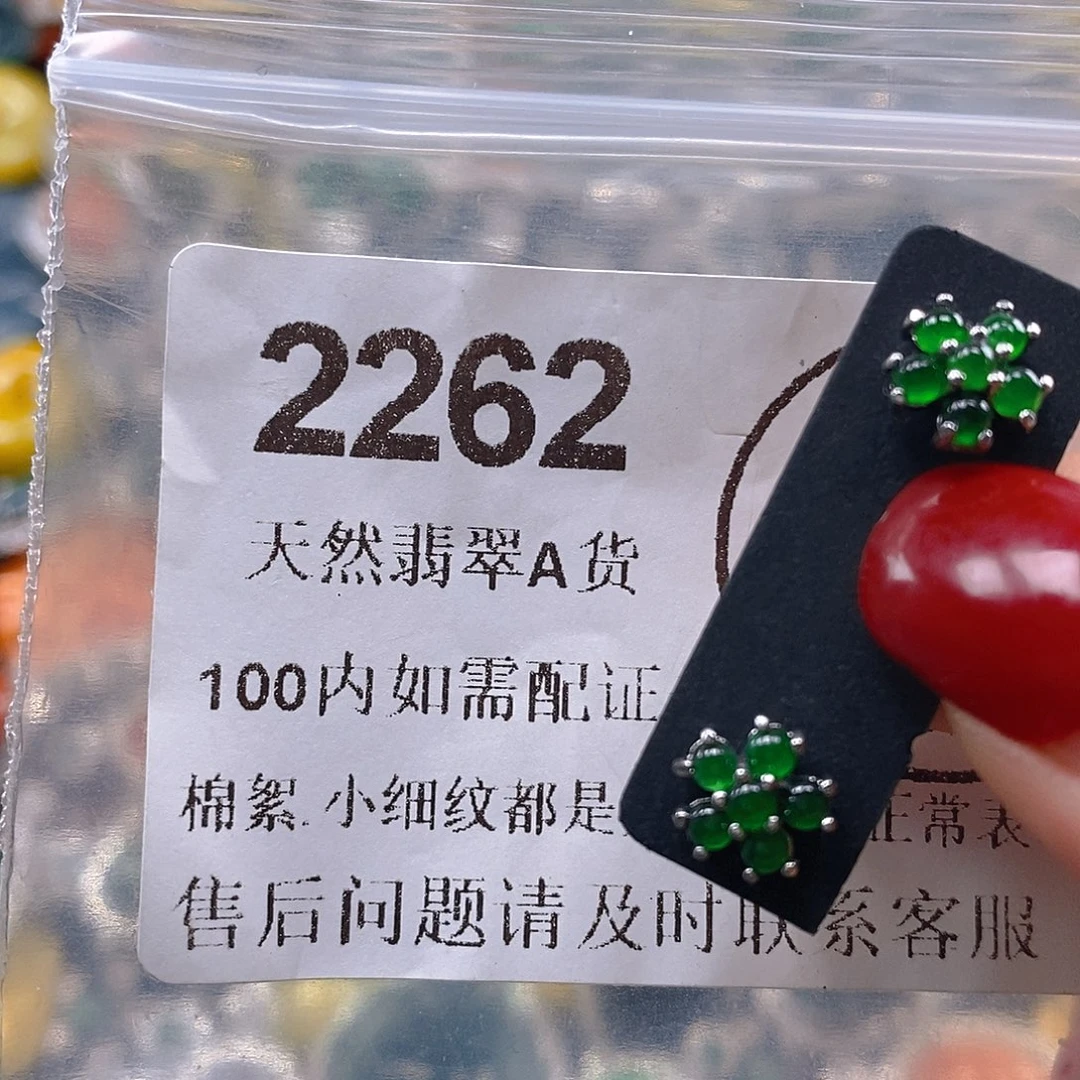 2262
天然翡翠A货
100内如需配证
棉絮.小细纹都是 正常表
售后问题请及时联系客服